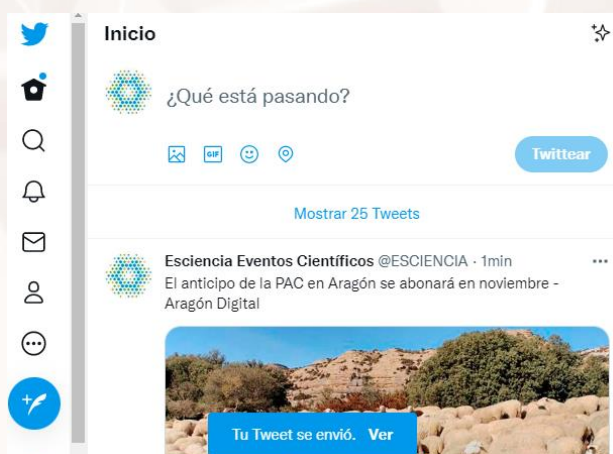 Inicio
¿Qué está pasando?
GIF
Twittear
Mostrar 25 Tweets
Esciencia Eventos Científicos @ESCIENCIA · 1min
El anticipo de la PAC en Aragón se abonará en noviembre -
Aragón Digital
Tu Tweet se envió. Ver